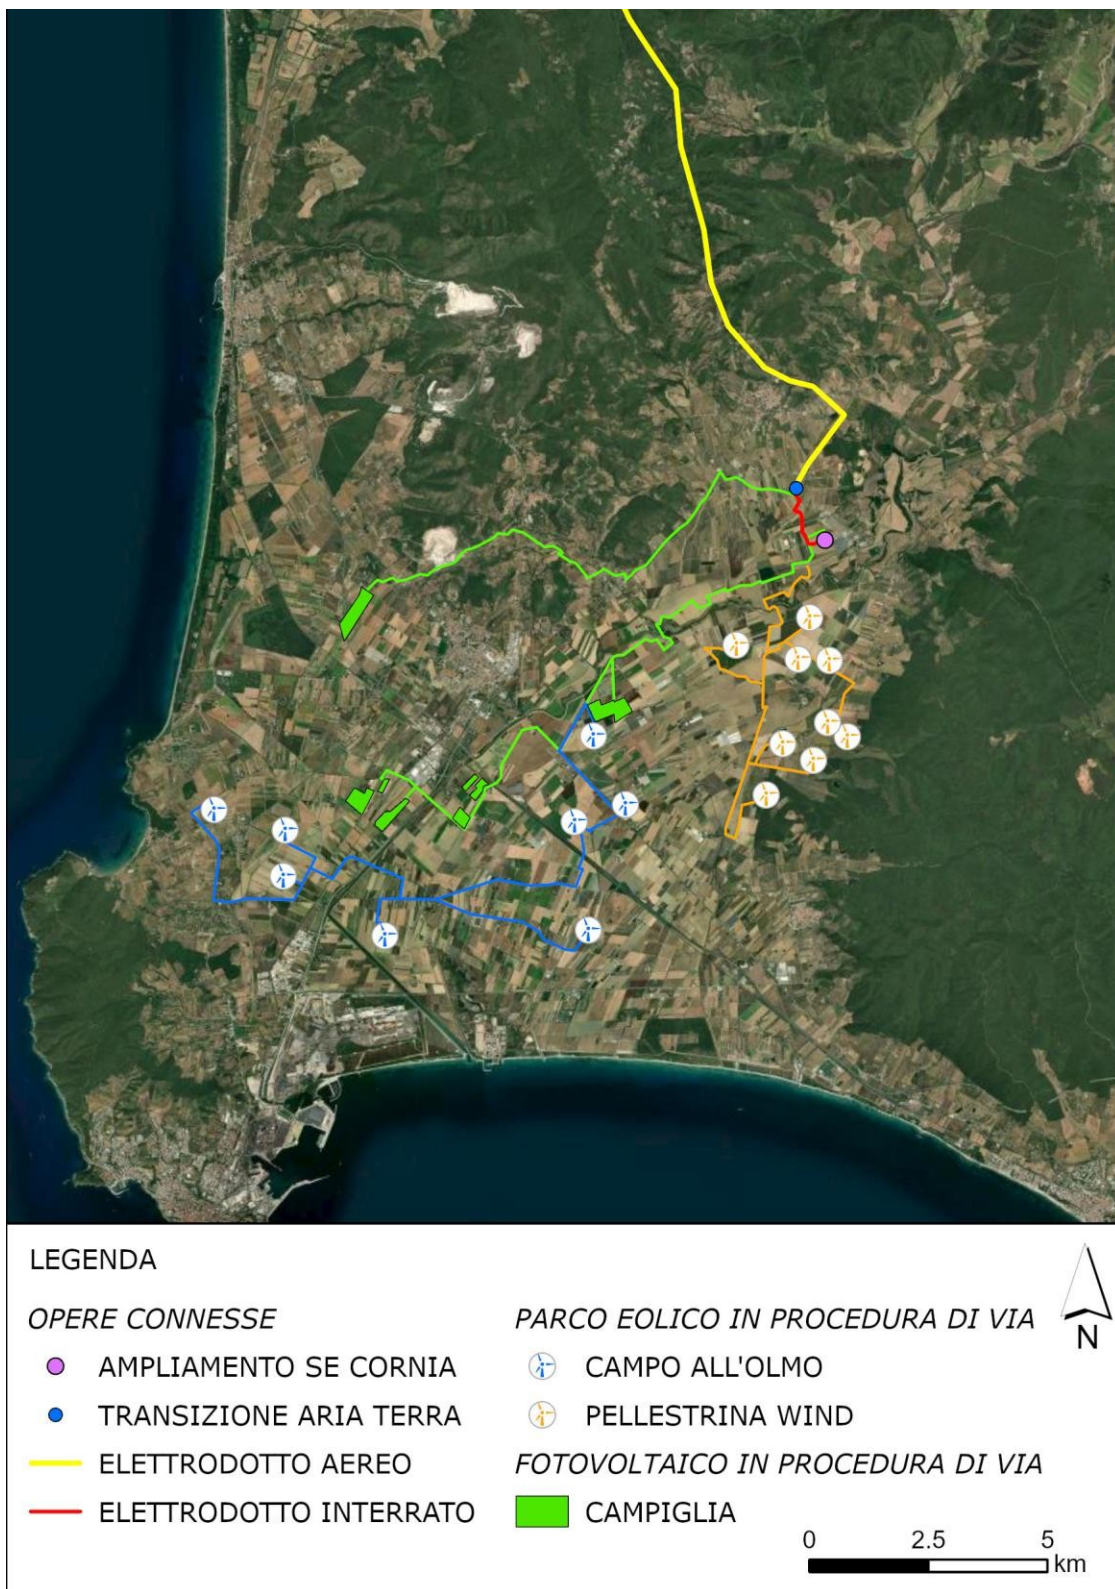 LEGENDA
OPERE CONNESSE
AMPLIAMENTO SE CORNIA
TRANSIZIONE ARIA TERRA
ELETTRODOTTO AEREO
ELETTRODOTTO INTERRATO
PARCO EOLICO IN PROCEDURA DI VIA
CAMPO ALL'OLMO
PELLESTRINA WIND
FOTOVOLTAICO IN PROCEDURA DI VIA
CAMPIGLIA
N
0 2.5 5
km